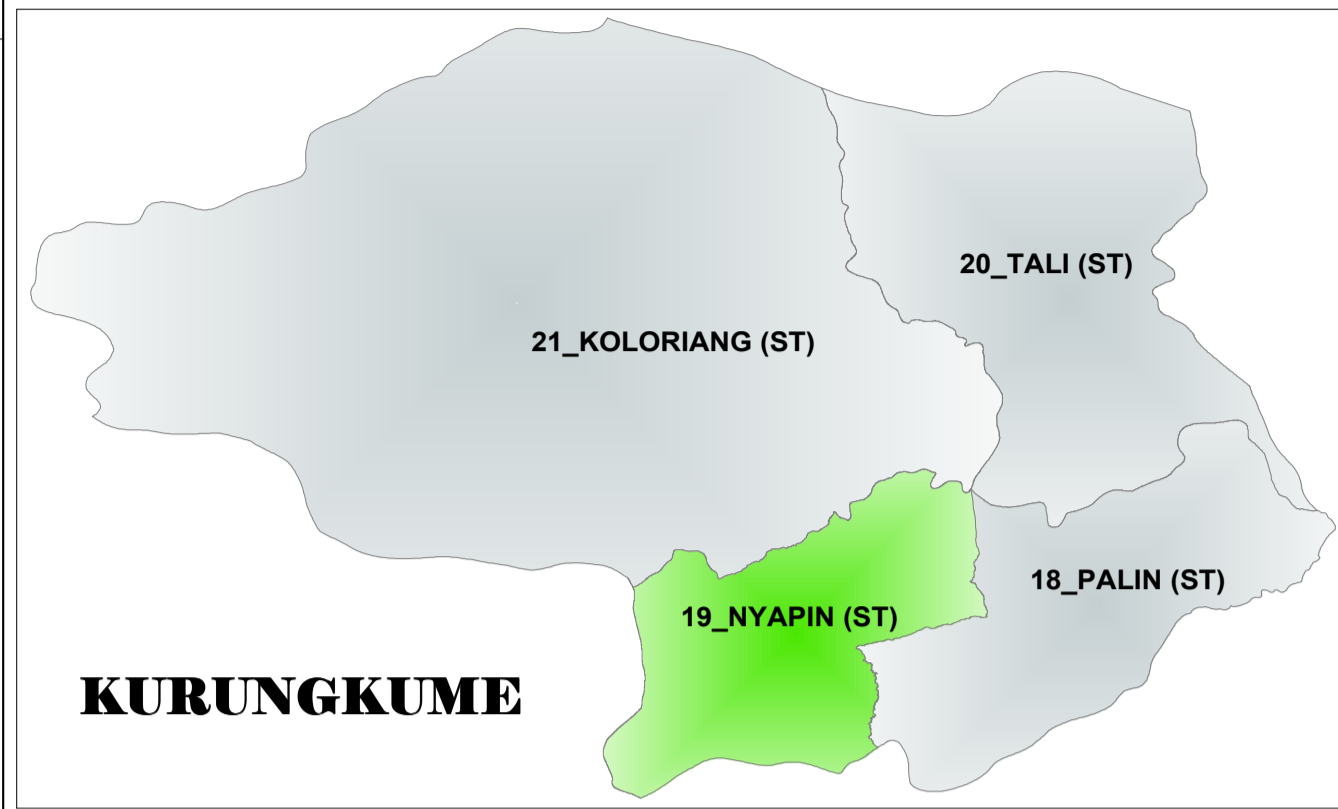 20_TALI (ST)
21_KOLORIANG (ST)
18_PALIN (ST)
19_NYAPIN (ST)
KURUNGKUME